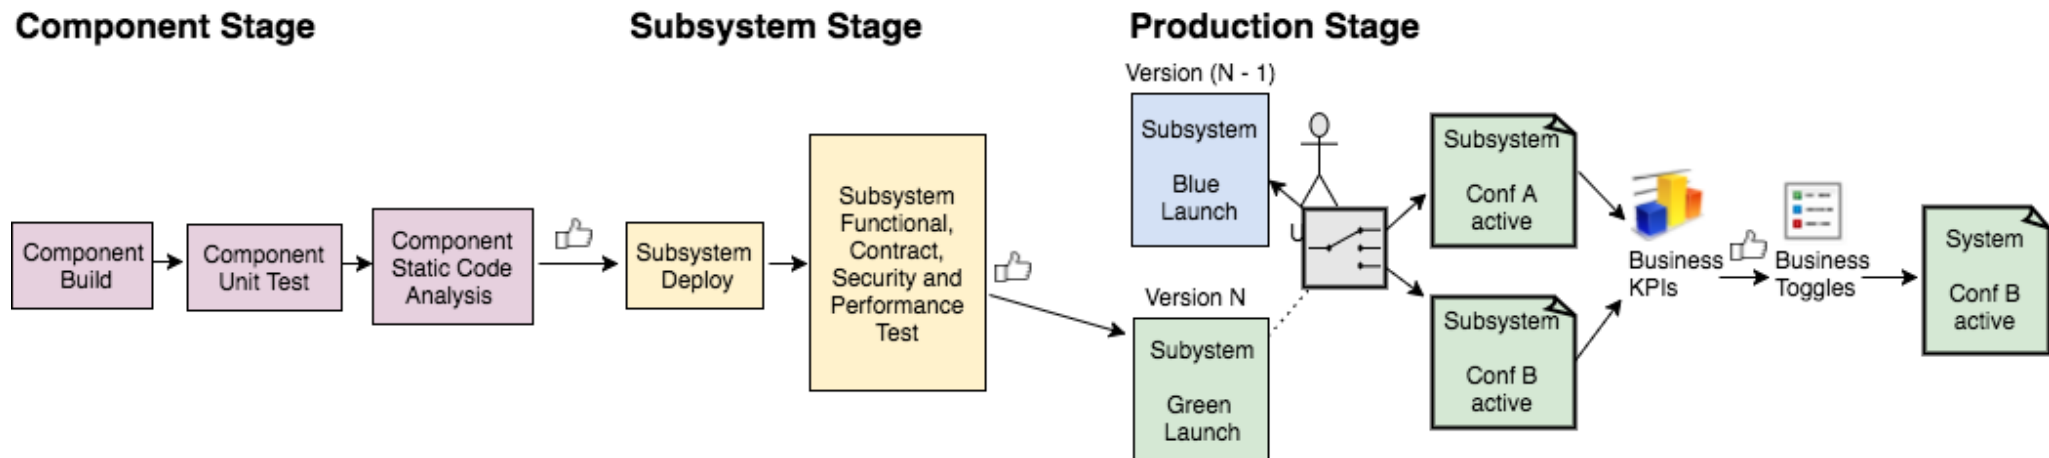 Component Stage
Subsystem Stage
Production Stage
Version (N - 1)
Component
Build
Component
Unit Test
Component
Static Code
Analysis
Subsystem
Deploy
Subsystem
Functional,
Contract,
Security and
Performance
Test
Subsystem
Blue
Launch
Version N
Subystem
Green
Launch
U
Subsystem
Conf A
active
Subsystem
Conf B
active
Business
KPIs
Business
Toggles
System
Conf B
active